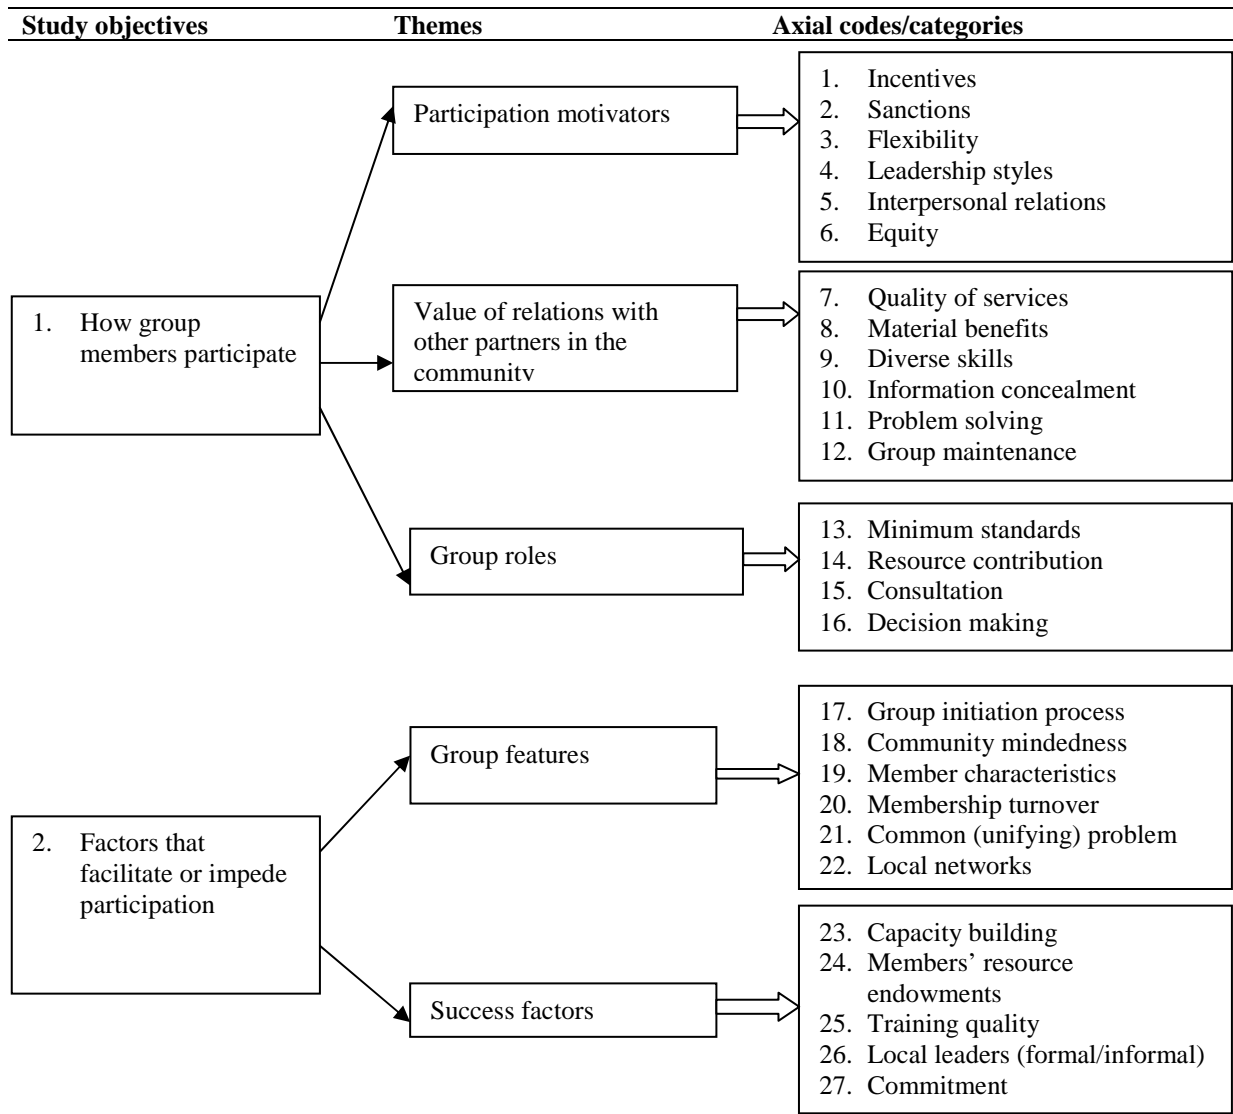 Study objectives Themes Axial codes/categories
Participation motivators
1. Incentives
2. Sanctions
3. Flexibility
4. Leadership styles
5. Interpersonal relations
6. Equity
1. How group
members participate
Value of relations with
other partners in the
community
7. Quality of services
8. Material benefits
9. Diverse skills
10. Information concealment
11. Problem solving
12. Group maintenance
Group roles
13. Minimum standards
14. Resource contribution
15. Consultation
16. Decision making
2. Factors that
facilitate or impede
participation
Group features
17. Group initiation process
18. Community mindedness
19. Member characteristics
20. Membership turnover
21. Common (unifying) problem
22. Local networks
Success factors
23. Capacity building
24. Members’ resource
endowments
25. Training quality
26. Local leaders (formal/informal)
27. Commitment